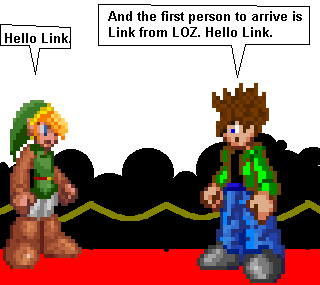 Hello Link.
And the first person to arrive is
Link from LOZ. Hello Link.